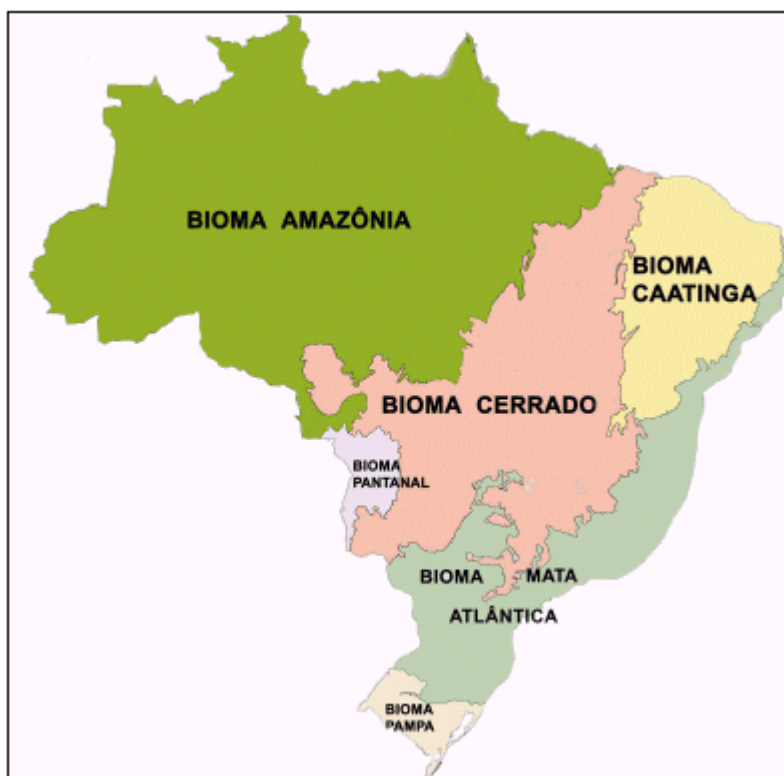 BIOMA AMAZÔNIA
BIOMA
CAATINGA
BIOMA CERRADO
BIOMA
PANTANAL
BIOMA MATA
ATLÂNTICA
BIOMA
PAMPA